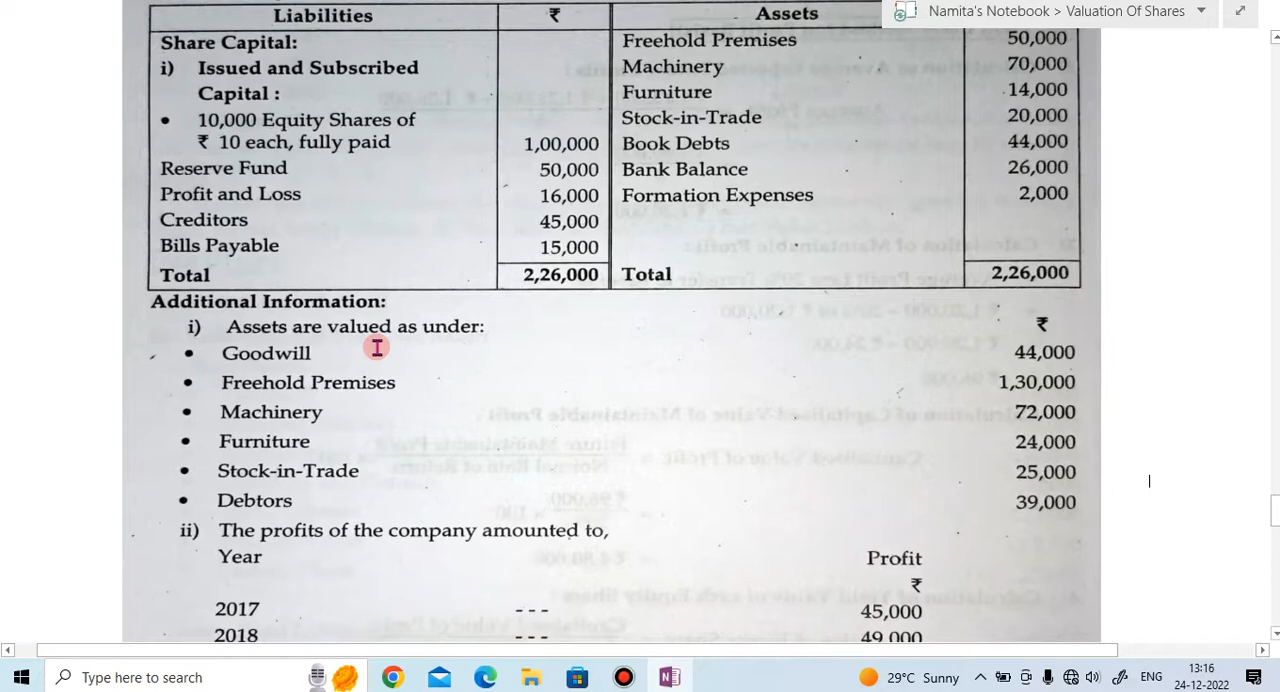 Namita's Notebook > Valuation Of Shares
Liabilities ₹ Assets
Share Capital: Freehold Premises 50,000
i) Issued and Subscribed Machinery 70,000
Capital : Furniture 14,000
• 10,000 Equity Shares of Stock-in-Trade 20,000
₹ 10 each, fully paid 1,00,000 Book Debts 44,000
Reserve Fund 50,000 Bank Balance 26,000
Profit and Loss 16,000 Formation Expenses 2,000
Creditors 45,000
Bills Payable 15,000
Total 2,26,000 Total 2,26,000
Additional Information:
i) Assets are valued as under: ₹
• Goodwill 44,000
• Freehold Premises 1,30,000
• Machinery 72,000
• Furniture 24,000
• Stock-in-Trade 25,000
• Debtors 39,000
ii) The profits of the company amounted to,
Year Profit
₹
2017 --- 45,000
2018 --- 49,000
Type here to search
29°C Sunny
ENG
13:16
24-12-2022